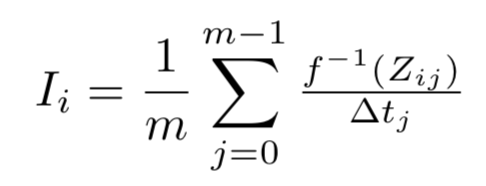 I_i = \frac{1}{m} \sum_{j=0}^{m-1} \frac{f^{-1}(Z_{ij})}{\Delta t_j}